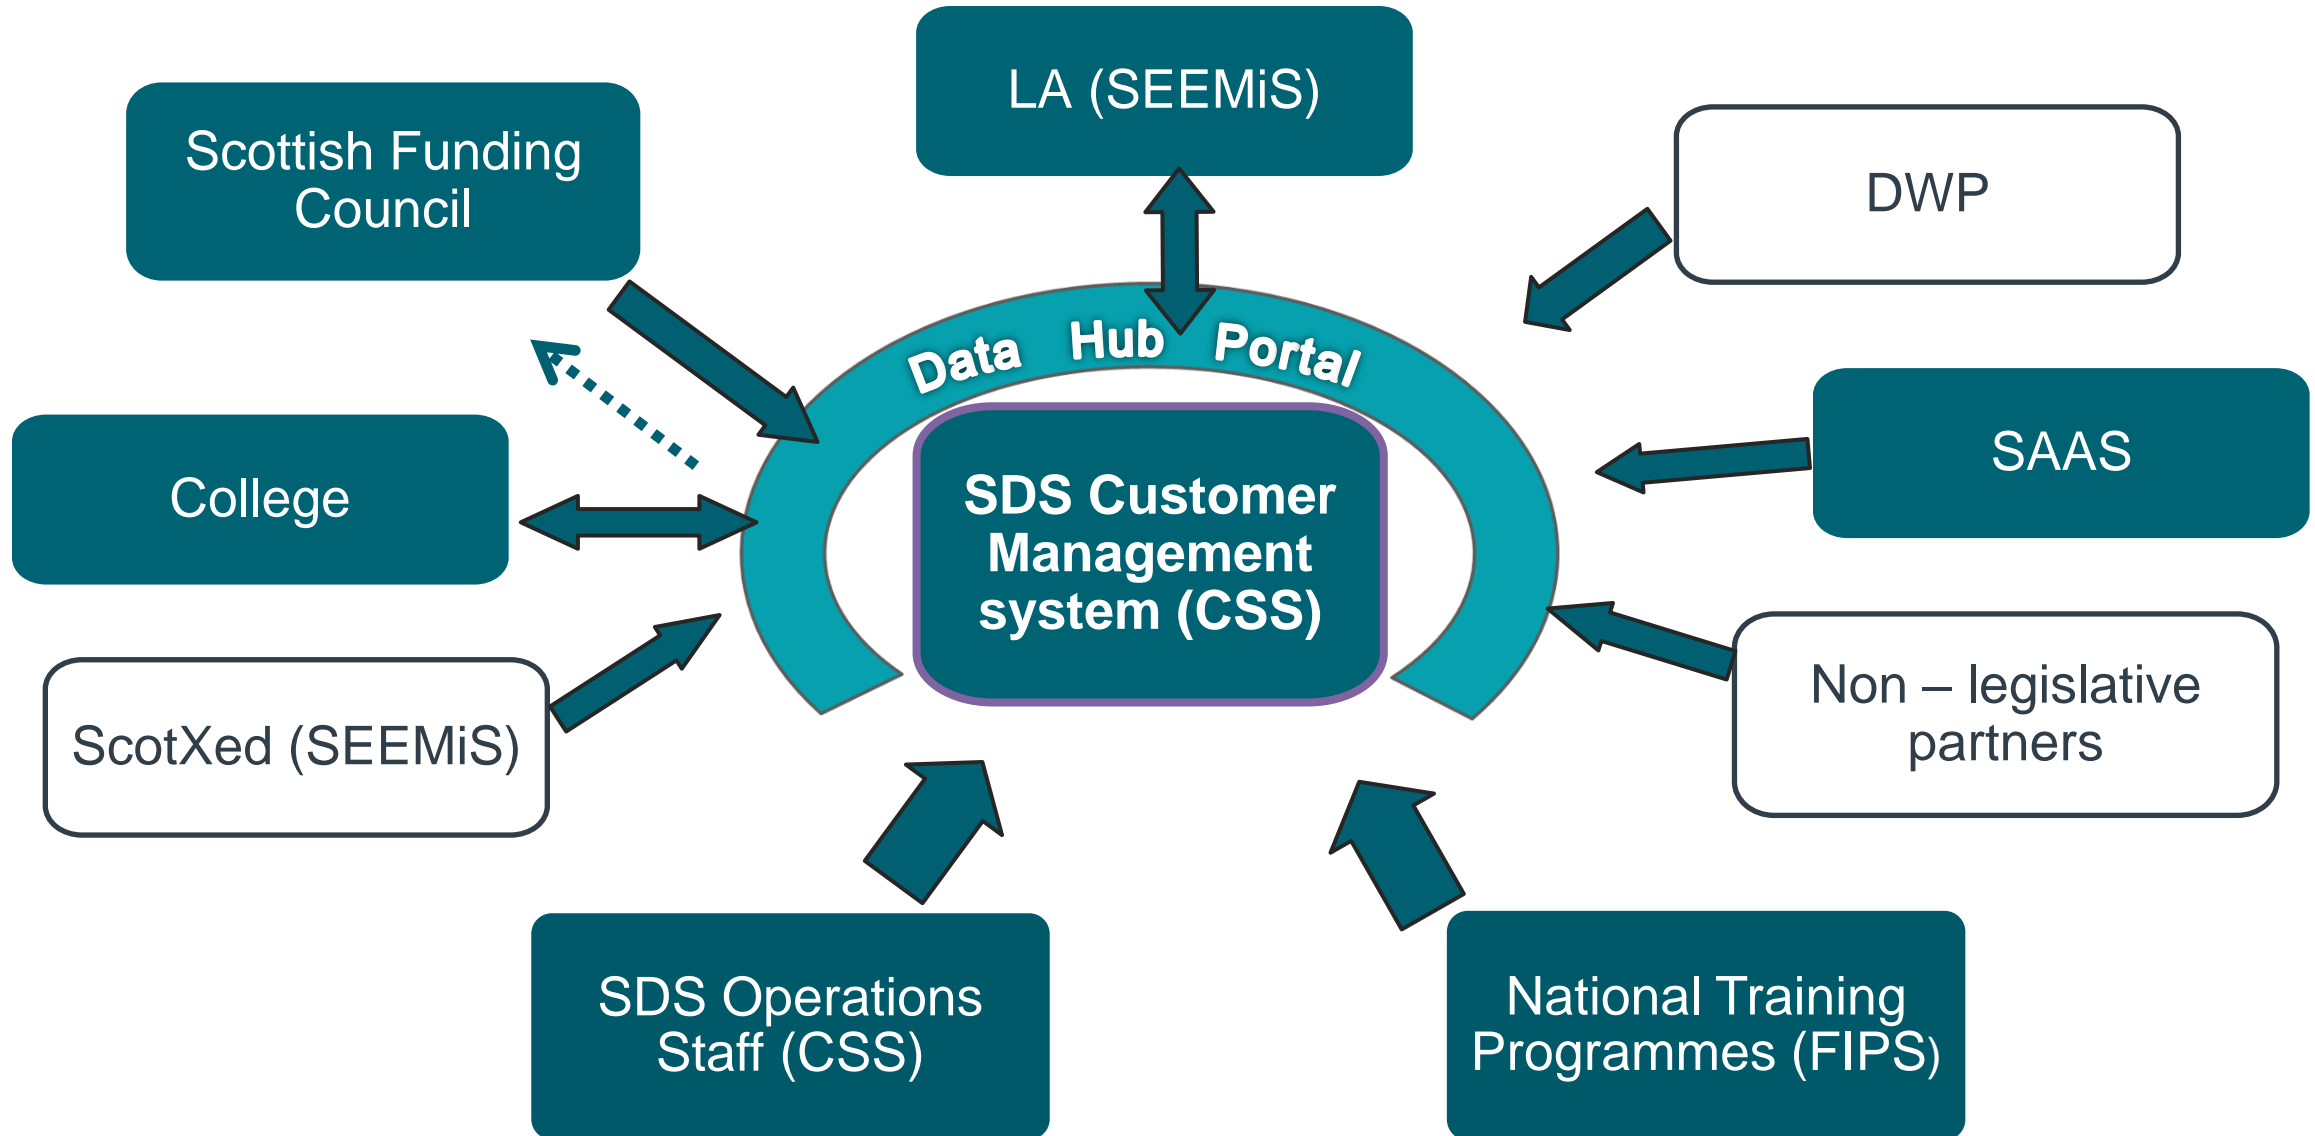 LA (SEEMiS)
Scottish Funding
Council
DWP
Data Hub Portal
College
SAAS
SDS Customer
Management
system (CSS)
ScotXed (SEEMiS)
Non – legislative
partners
SDS Operations
Staff (CSS)
National Training
Programmes (FIPS)